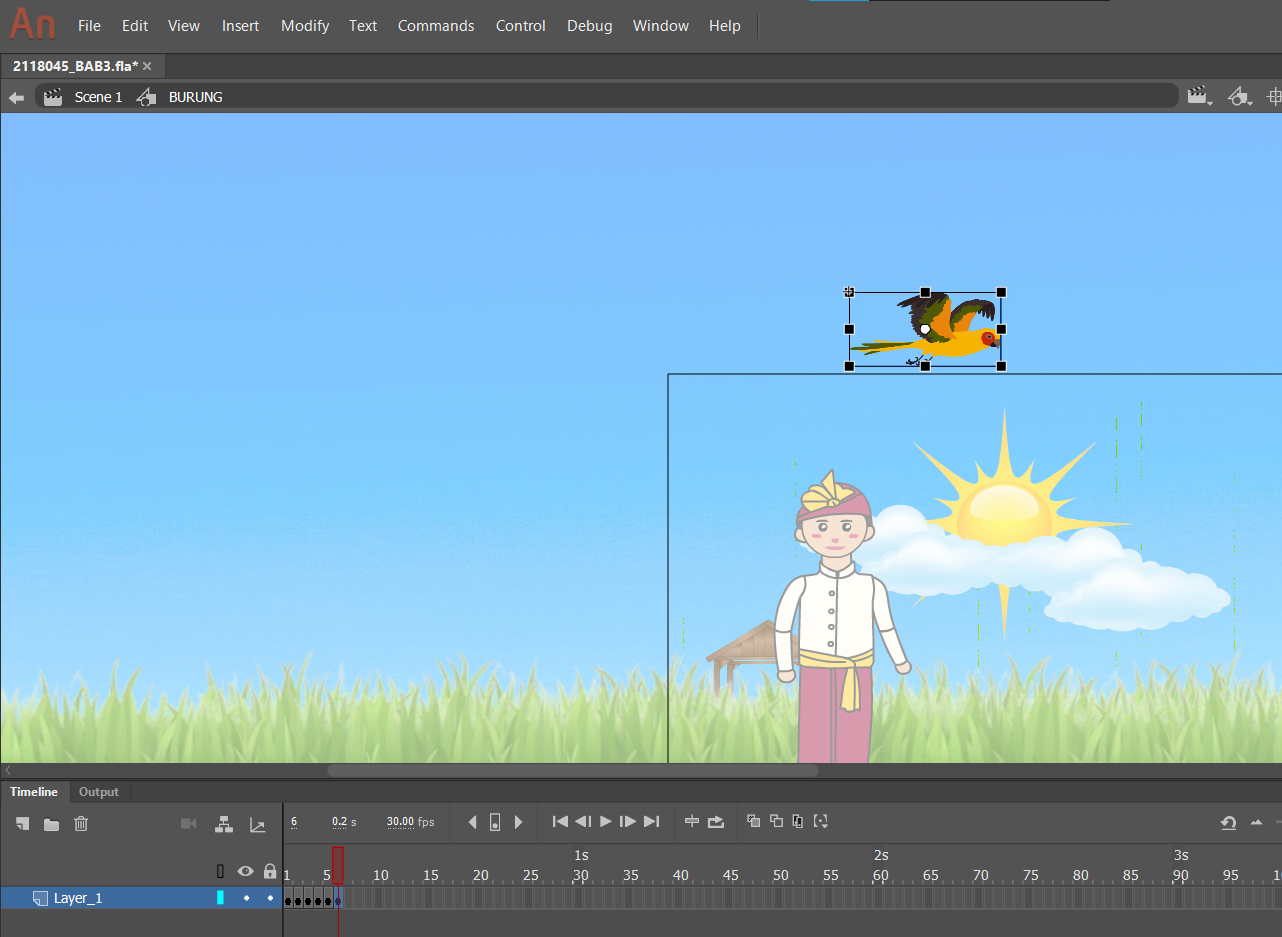 An File Edit View Insert Modify Text Commands Control Debug Window Help
2118045_BAB3.fla* ×
Scene 1 BURUNG
Timeline Output
6 0.2 s 30.00 fps
1s 2s 3s
1 5 10 15 20 25 30 35 40 45 50 55 60 65 70 75 80 85 90 95
Layer_1